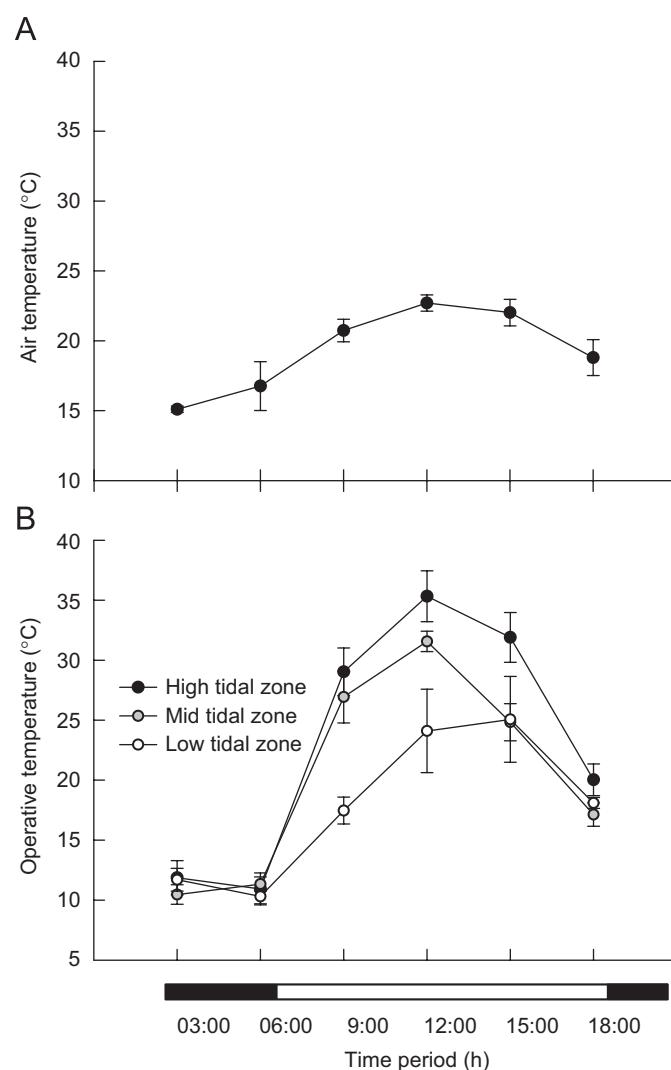 A
40
35
30
25
20
15
10
Air temperature (°C)
B
40
35
30
25
20
15
10
5
Operative temperature (°C)
High tidal zone
Mid tidal zone
Low tidal zone
03:00 06:00 9:00 12:00 15:00 18:00
Time period (h)